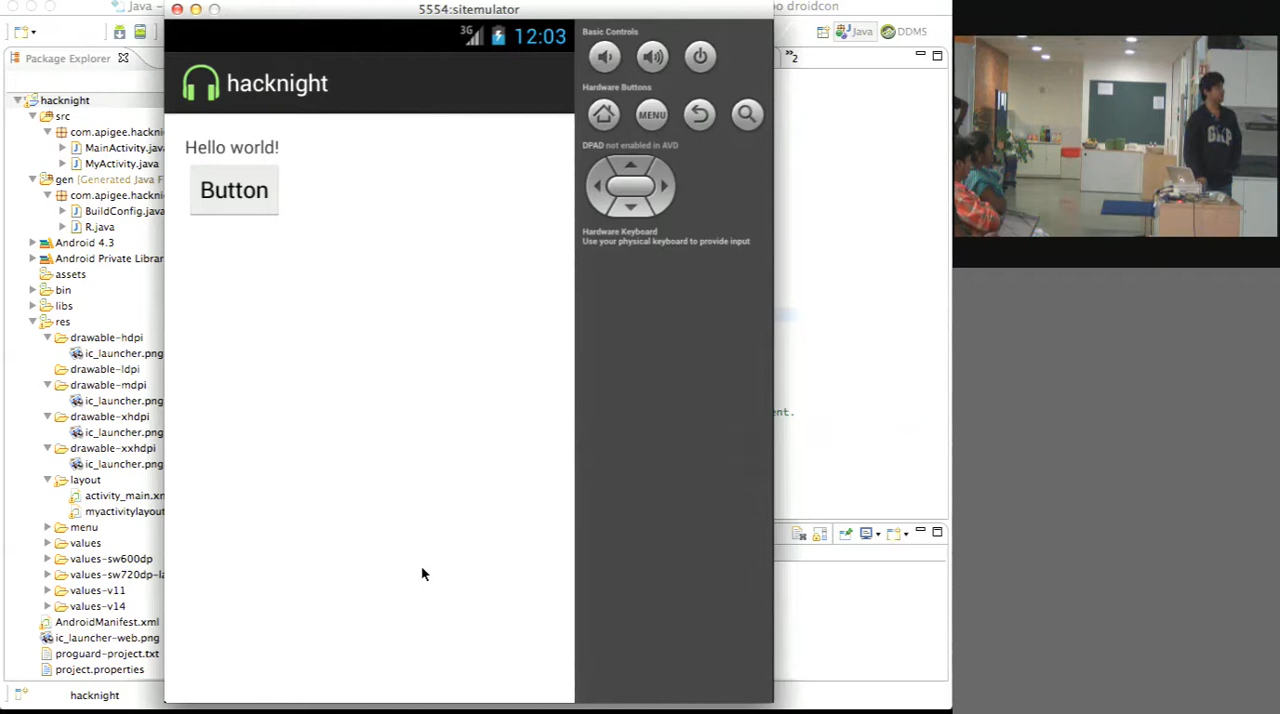 Java –
5554:sitemulator
oo droidcon
Package Explorer
Java
DDMS
»2
3G
12:03
hacknight
Hello world!
Button
Basic Controls
Hardware Buttons
MENU
DPAD not enabled in AVD
Hardware Keyboard
Use your physical keyboard to provide input
GAP
ent.
hacknight
src
com.apigee.hackni
MainActivity.java
MyActivity.java
gen [Generated Java F
com.apigee.hackni
BuildConfig.java
R.java
Android 4.3
Android Private Librar
assets
bin
libs
res
drawable-hdpi
ic_launcher.png
drawable-ldpi
drawable-mdpi
ic_launcher.png
drawable-xhdpi
ic_launcher.png
drawable-xxhdpi
ic_launcher.png
layout
activity_main.xm
myactivitylayout
menu
values
values-sw600dp
values-sw720dp-la
values-v11
values-v14
AndroidManifest.xml
ic_launcher-web.png
proguard-project.txt
project.properties
hacknight